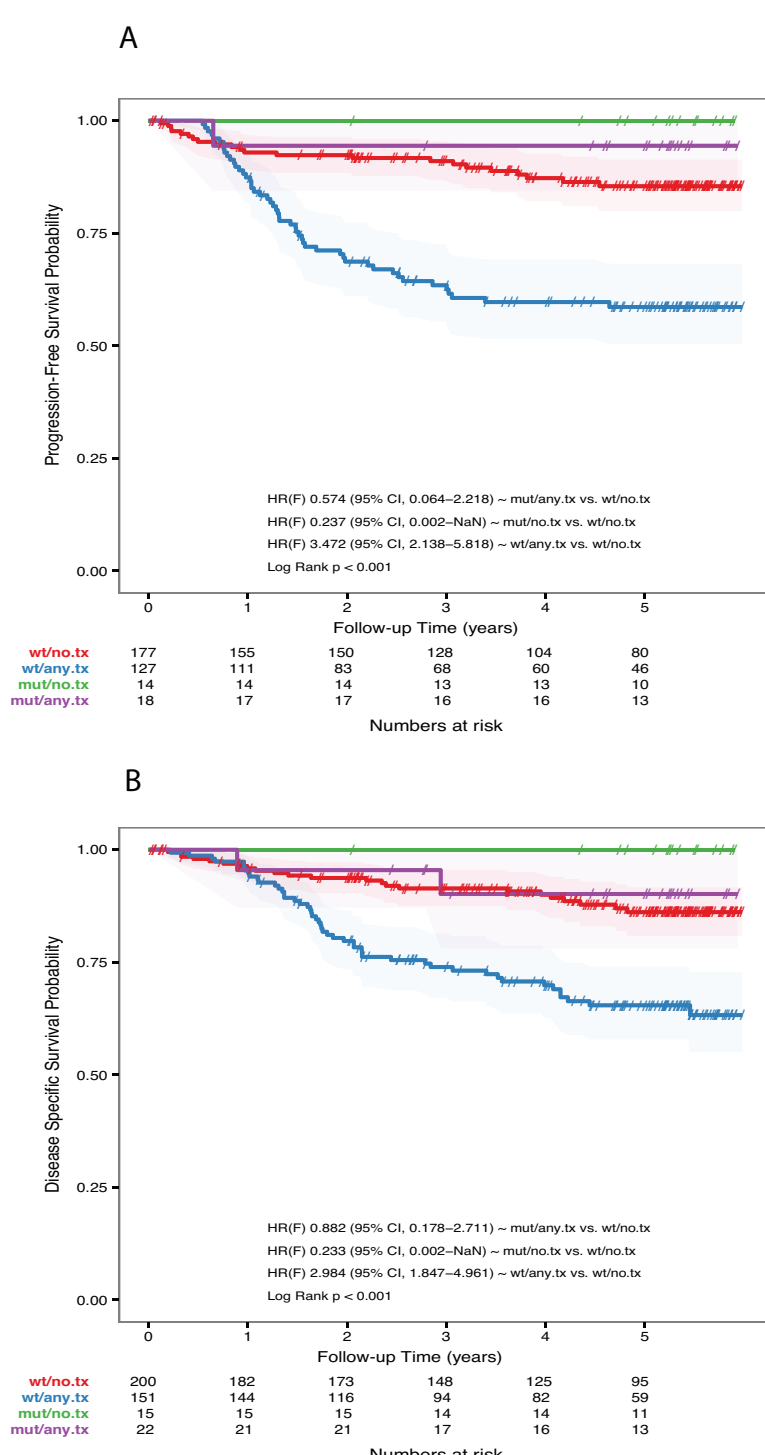 A
1.00
0.75
0.50
0.25
0.00
Progression-Free Survival Probability
HR(F) 0.574 (95% CI, 0.064–2.218) ~ mut/any.tx vs. wt/no.tx
HR(F) 0.237 (95% CI, 0.002–NaN) ~ mut/no.tx vs. wt/no.tx
HR(F) 3.472 (95% CI, 2.138–5.818) ~ wt/any.tx vs. wt/no.tx
Log Rank p < 0.001
0 1 2 3 4 5
Follow-up Time (years)
wt/no.tx 177 155 150 128 104 80
wt/any.tx 127 111 83 68 60 46
mut/no.tx 14 14 14 13 13 10
mut/any.tx 18 17 17 16 16 13
Numbers at risk
B
1.00
0.75
0.50
0.25
0.00
Disease Specific Survival Probability
HR(F) 0.882 (95% CI, 0.178–2.711) ~ mut/any.tx vs. wt/no.tx
HR(F) 0.233 (95% CI, 0.002–NaN) ~ mut/no.tx vs. wt/no.tx
HR(F) 2.984 (95% CI, 1.847–4.961) ~ wt/any.tx vs. wt/no.tx
Log Rank p < 0.001
0 1 2 3 4 5
Follow-up Time (years)
wt/no.tx 200 182 173 148 125 95
wt/any.tx 151 144 116 94 82 59
mut/no.tx 15 15 15 14 14 11
mut/any.tx 22 21 21 17 16 13
Numbers at risk